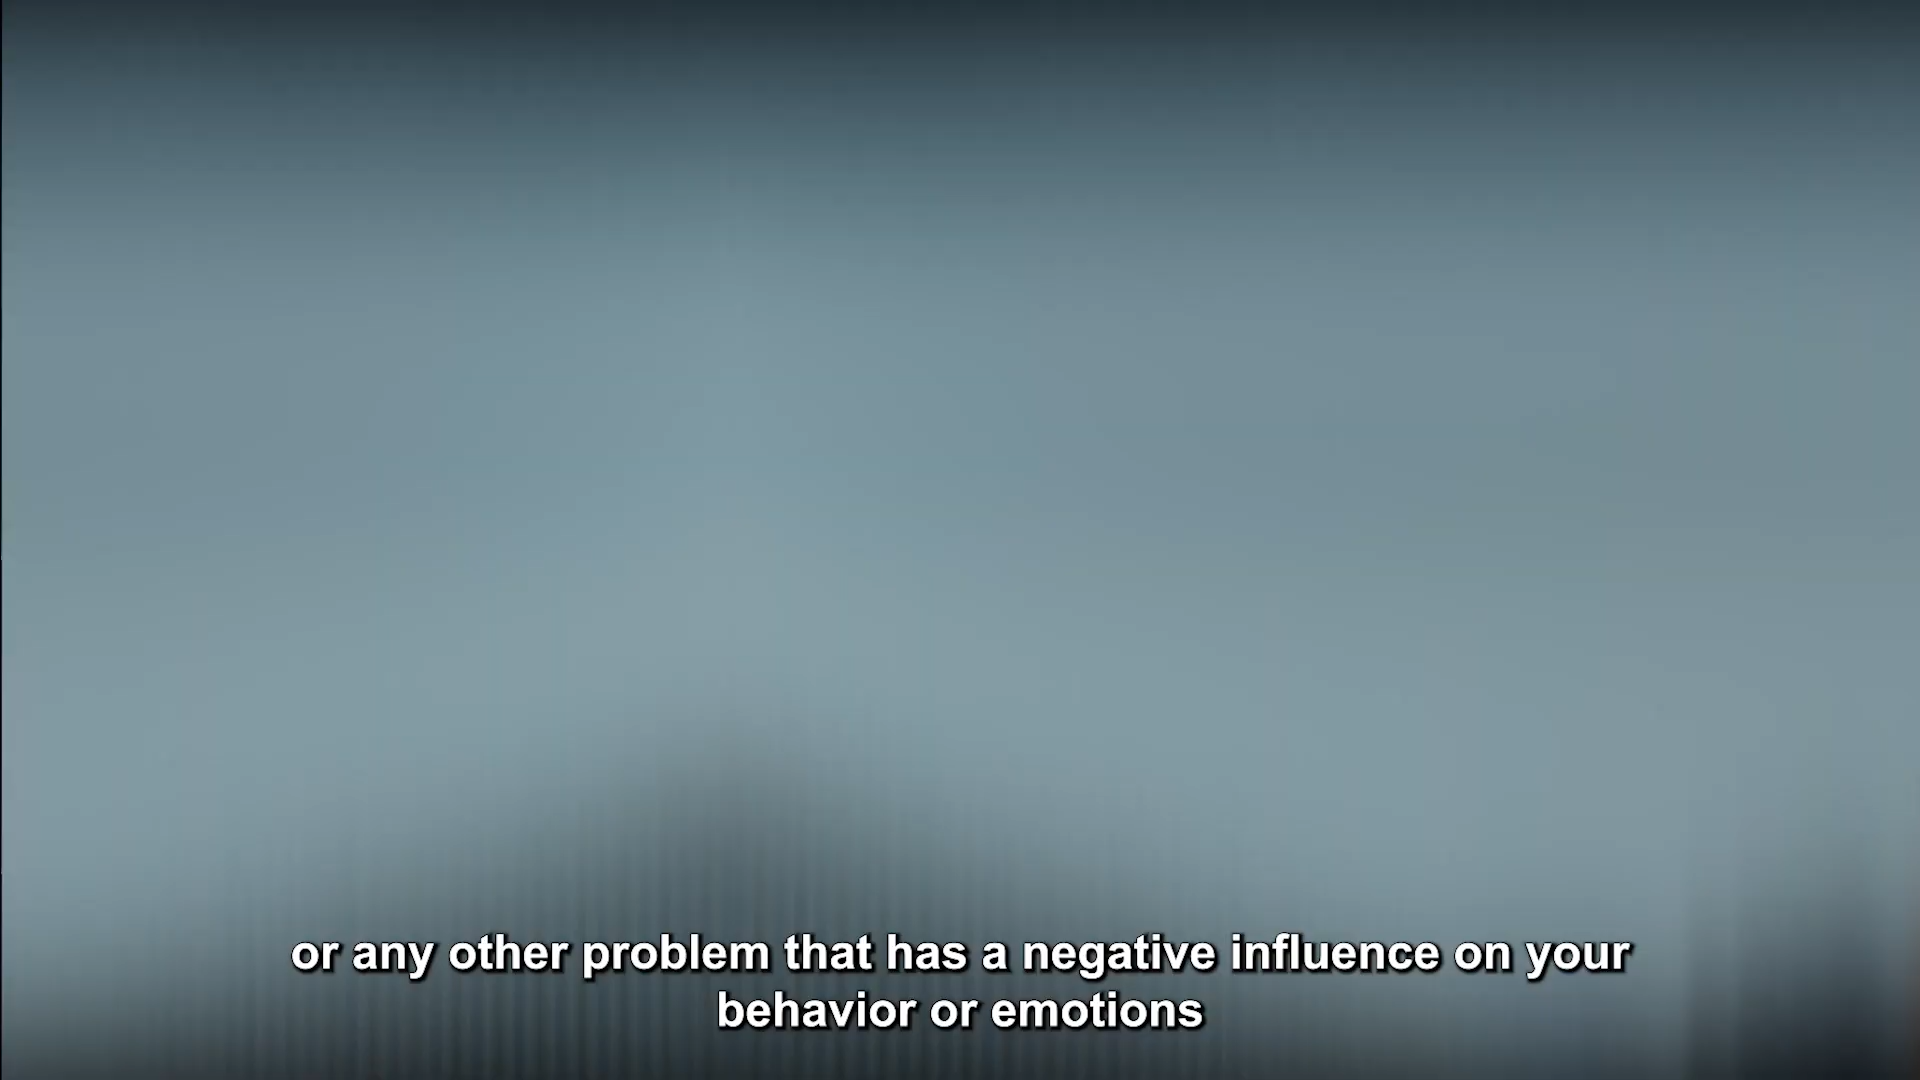 or any other problem that has a negative influence on your
behavior or emotions